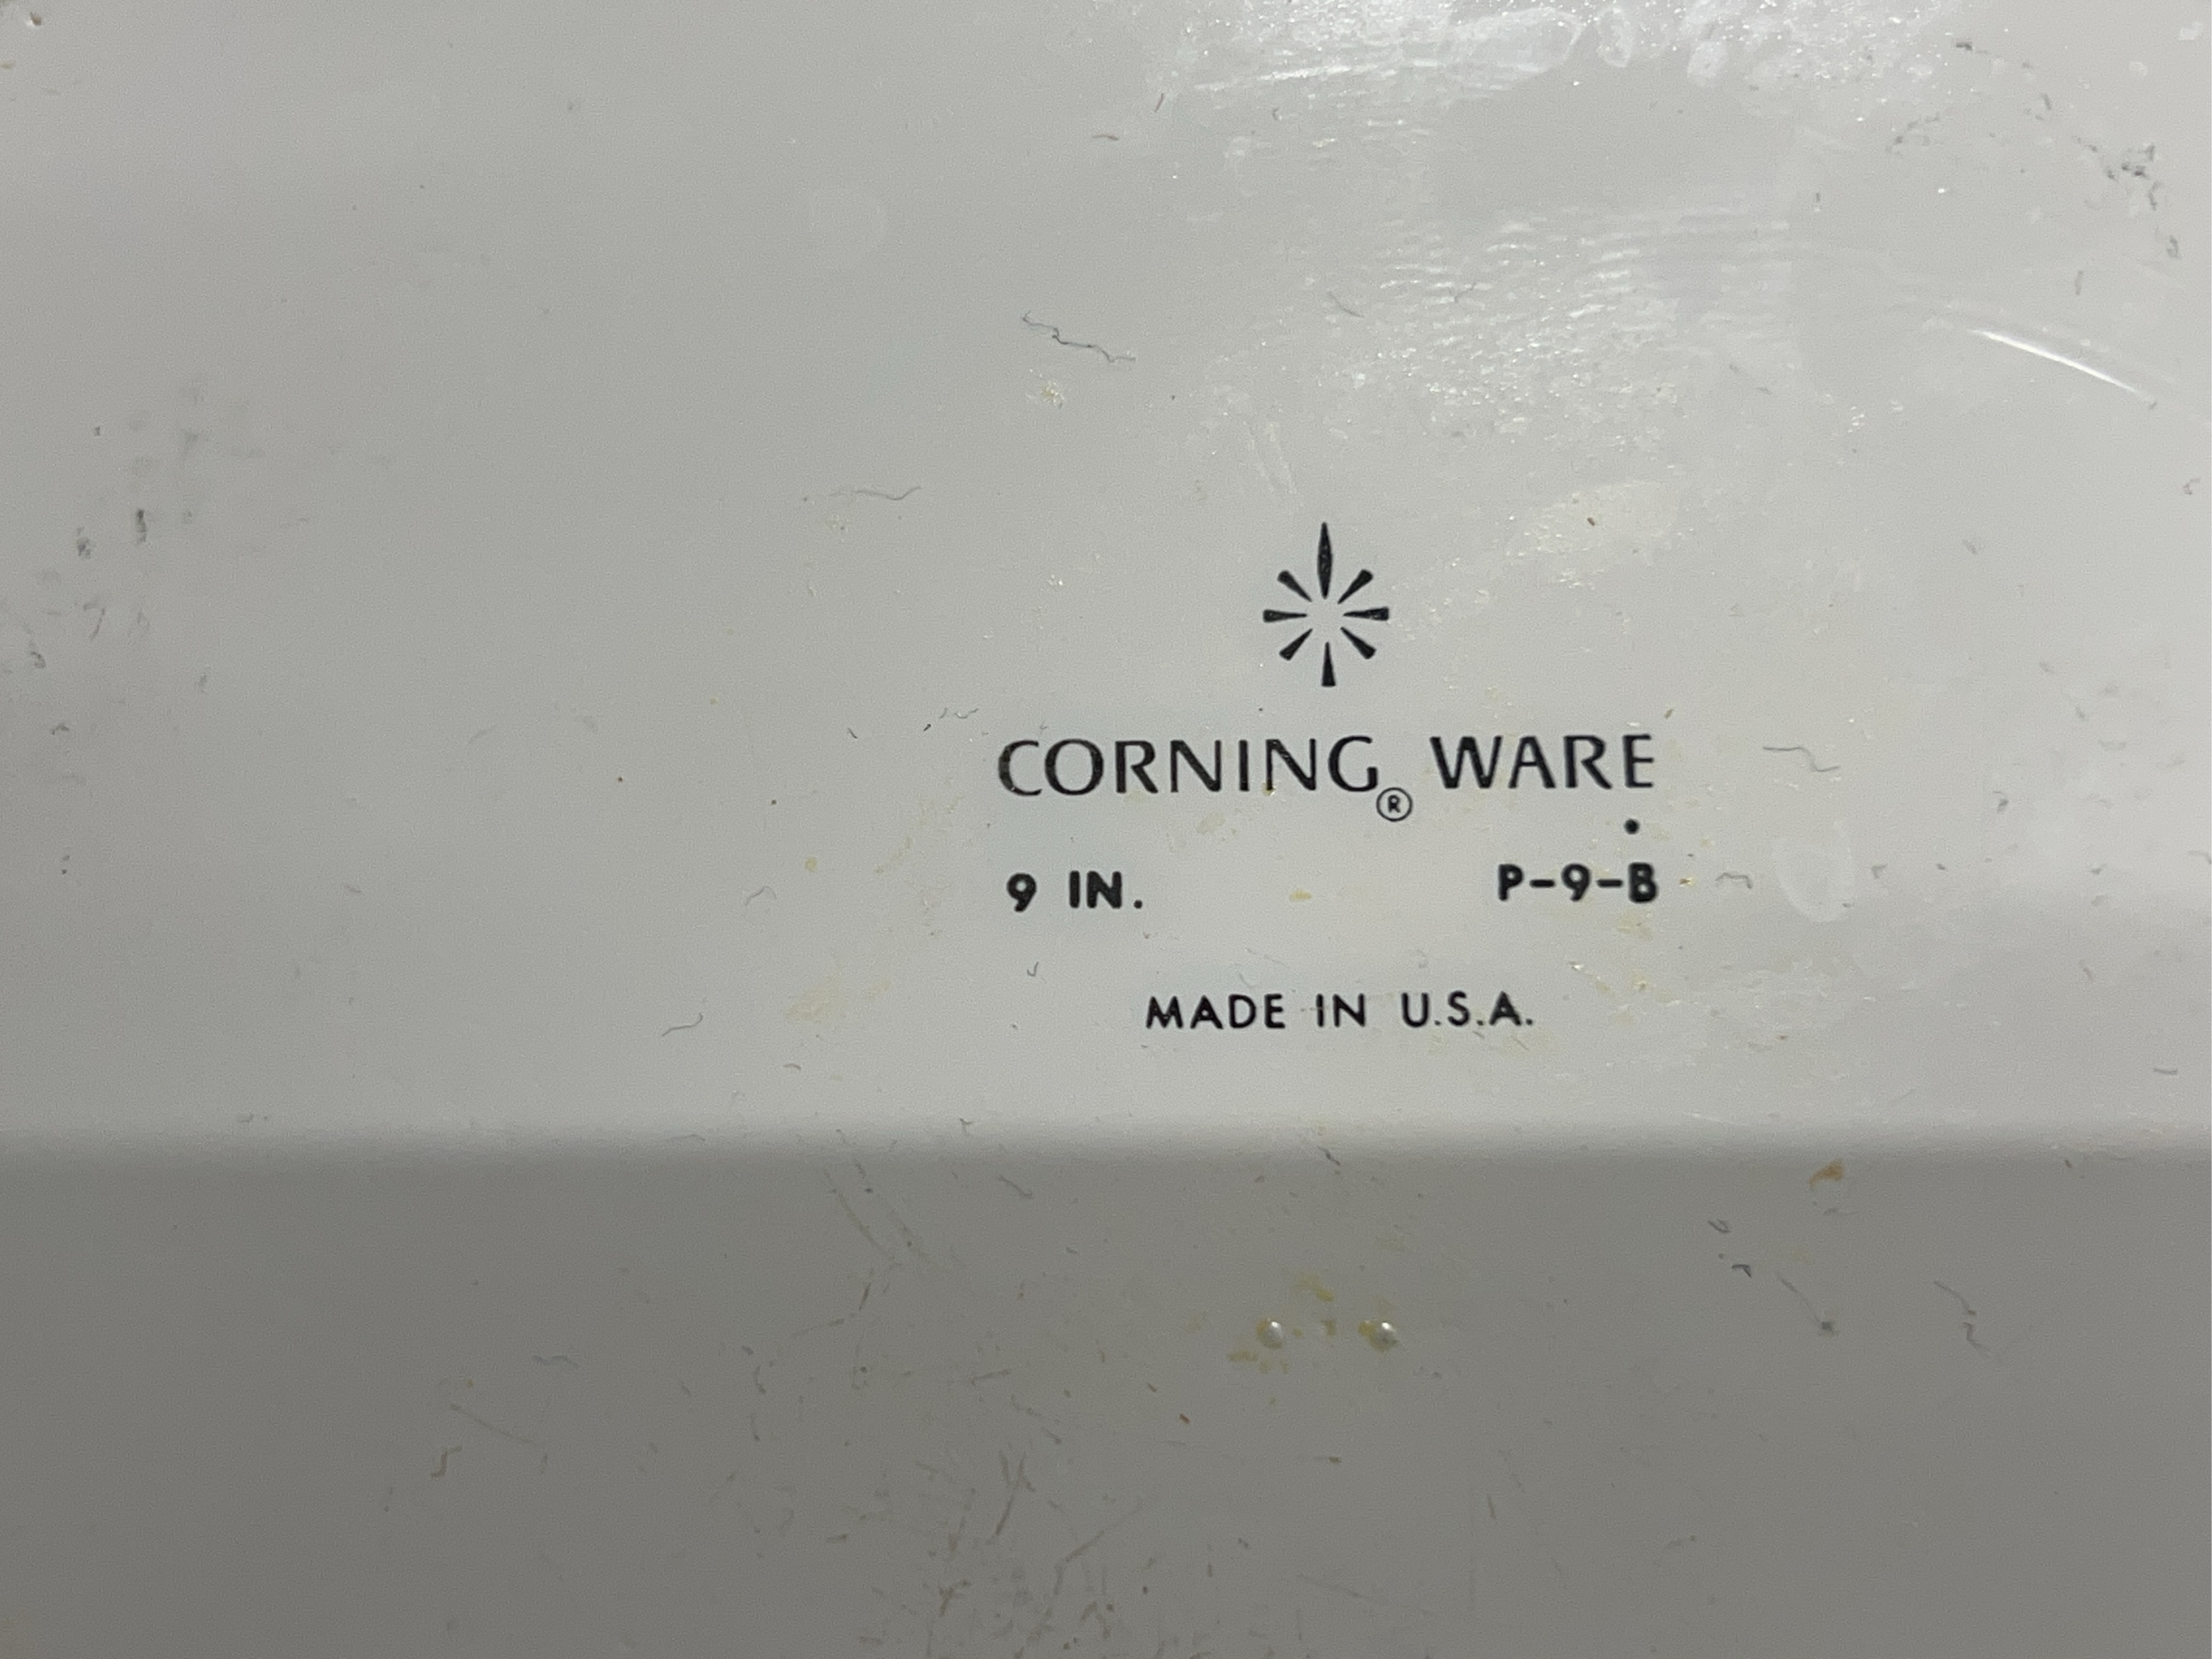 CORNING® WARE
9 IN. P-9-B
MADE IN U.S.A.